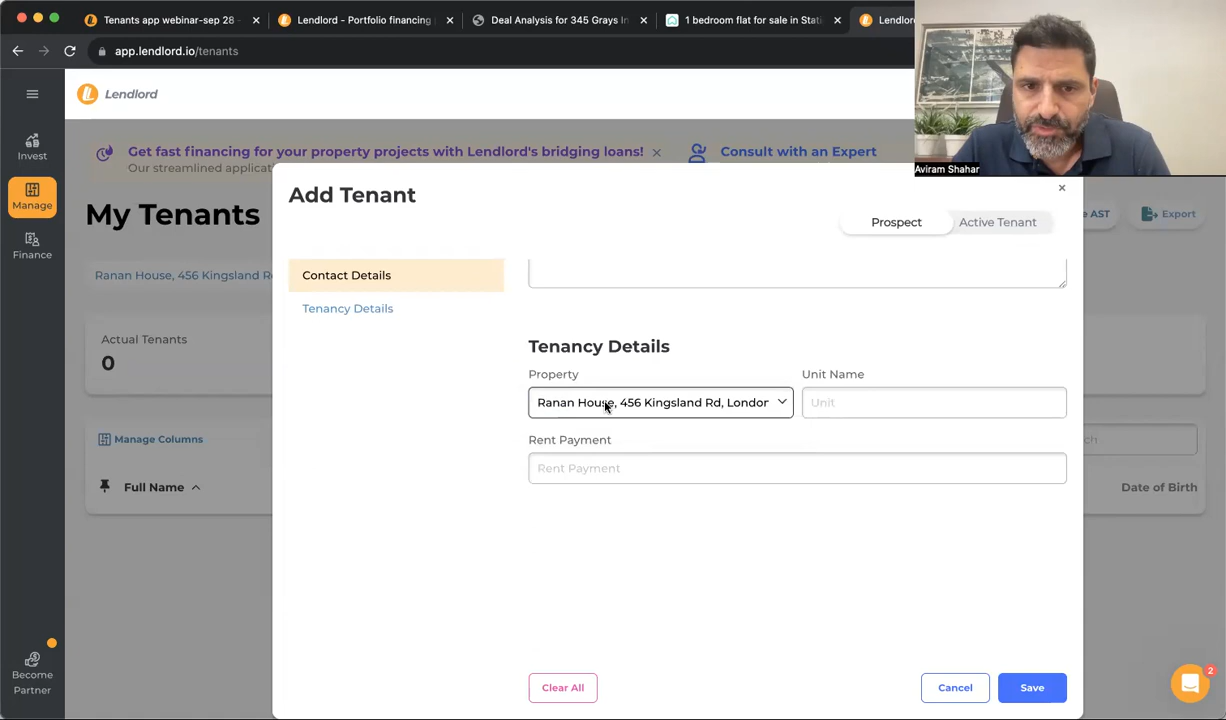 Tenants app webinar-sep 28 -
Lendlord - Portfolio financing
Deal Analysis for 345 Grays In
1 bedroom flat for sale in Stati
Lendlord
app.lendlord.io/tenants
Lendlord
Invest
Manage
Finance
Become
Partner
Get fast financing for your property projects with Lendlord's bridging loans!
Our streamlined applicat
Consult with an Expert
Aviram Shahar
My Tenants
AST
Export
Ranan House, 456 Kingsland R
Actual Tenants
0
Manage Columns
Full Name
Date of Birth
Add Tenant
Prospect
Active Tenant
Contact Details
Tenancy Details
Tenancy Details
Property
Unit Name
Ranan House, 456 Kingsland Rd, London
Unit
Rent Payment
Rent Payment
Clear All
Cancel
Save
2